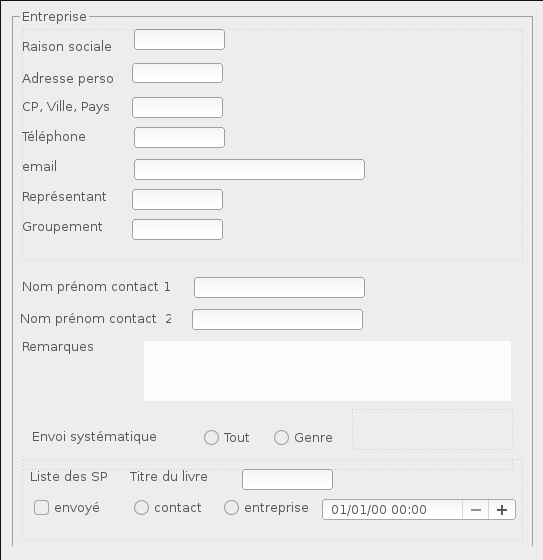 Entreprise
Raison sociale
Adresse perso
CP, Ville, Pays
Téléphone
email
Représentant
Groupement
Nom prénom contact 1
Nom prénom contact 2
Remarques
Envoi systématique Tout Genre
Liste des SP Titre du livre
envoyé contact entreprise 01/01/00 00:00 − +